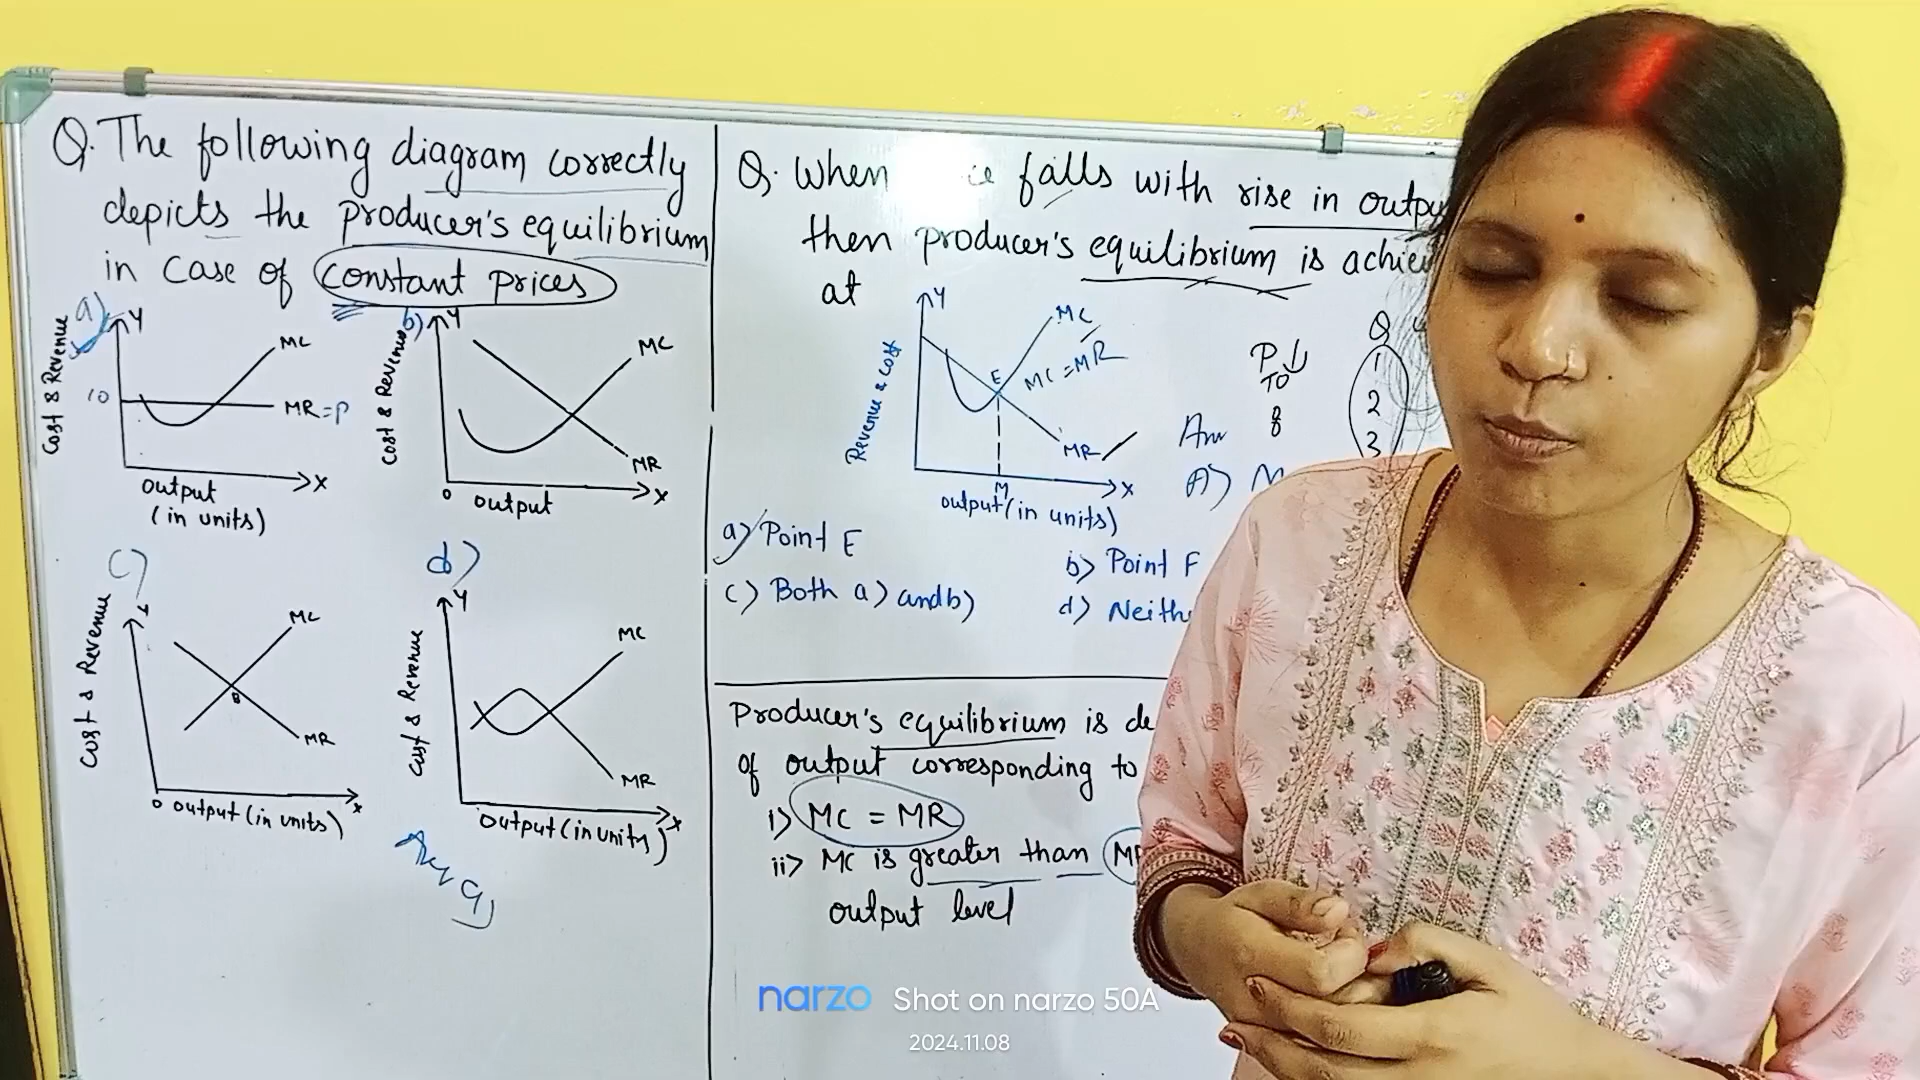 Q. The following diagram correctly
depicts the producer's equilibrium
in case of constant prices
a)
Y
Cost & Revenue
MC
10
MR=P
X
output
(in units)
b)
Y
Cost & Revenue
MC
MR
0
output
X
c)
Cost & Revenue
MC
MR
0 output (in units)
x
d)
Y
Cost & Revenue
MC
MR
output (in units)
X
Q. When falls with rise in
then producer's equilibrium is
at
Y
Revenue & Cost
MC
MC = MR
E
MR
M
X
output (in units)
P↓
10
8
Q
1
2
3
Ans
A)
a) Point E
b) Point F
c) Both a) and b)
d)
Producer's equilibrium is
of output corresponding to
i) MC = MR
ii) MC is greater than
output level
narzo Shot on narzo 50A
2024.11.08